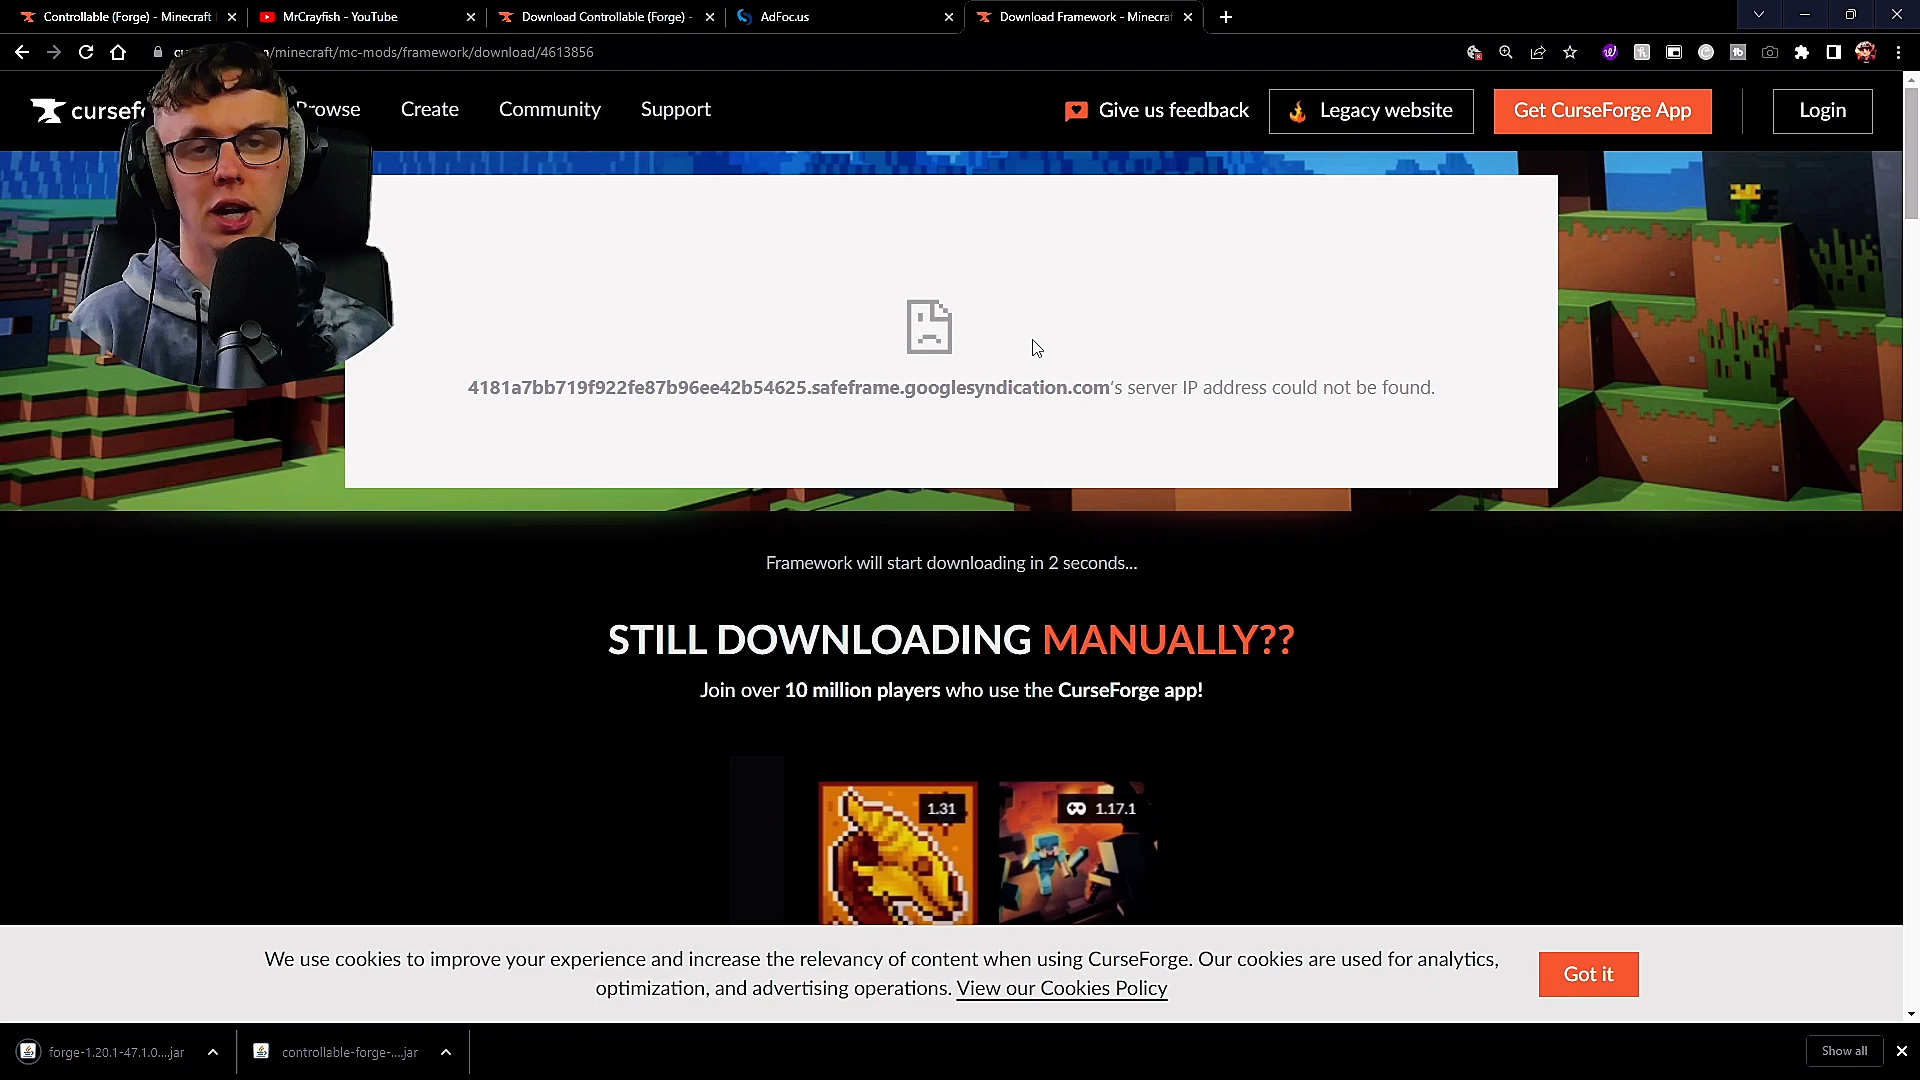 Controllable (Forge) - Minecraft
MrCrayfish - YouTube
Download Controllable (Forge) -
AdFoc.us
Download Framework - Minecraf
/minecraft/mc-mods/framework/download/4613856
Create
Community
Support
Give us feedback
Legacy website
Get CurseForge App
Login
4181a7bb719f922fe87b96ee42b54625.safeframe.googlesyndication.com's server IP address could not be found.
Framework will start downloading in 2 seconds...
STILL DOWNLOADING MANUALLY??
Join over 10 million players who use the CurseForge app!
1.31
1.17.1
We use cookies to improve your experience and increase the relevancy of content when using CurseForge. Our cookies are used for analytics,
optimization, and advertising operations. View our Cookies Policy
Got it
forge-1.20.1-47.1.0....jar
controllable-forge-....jar
Show all